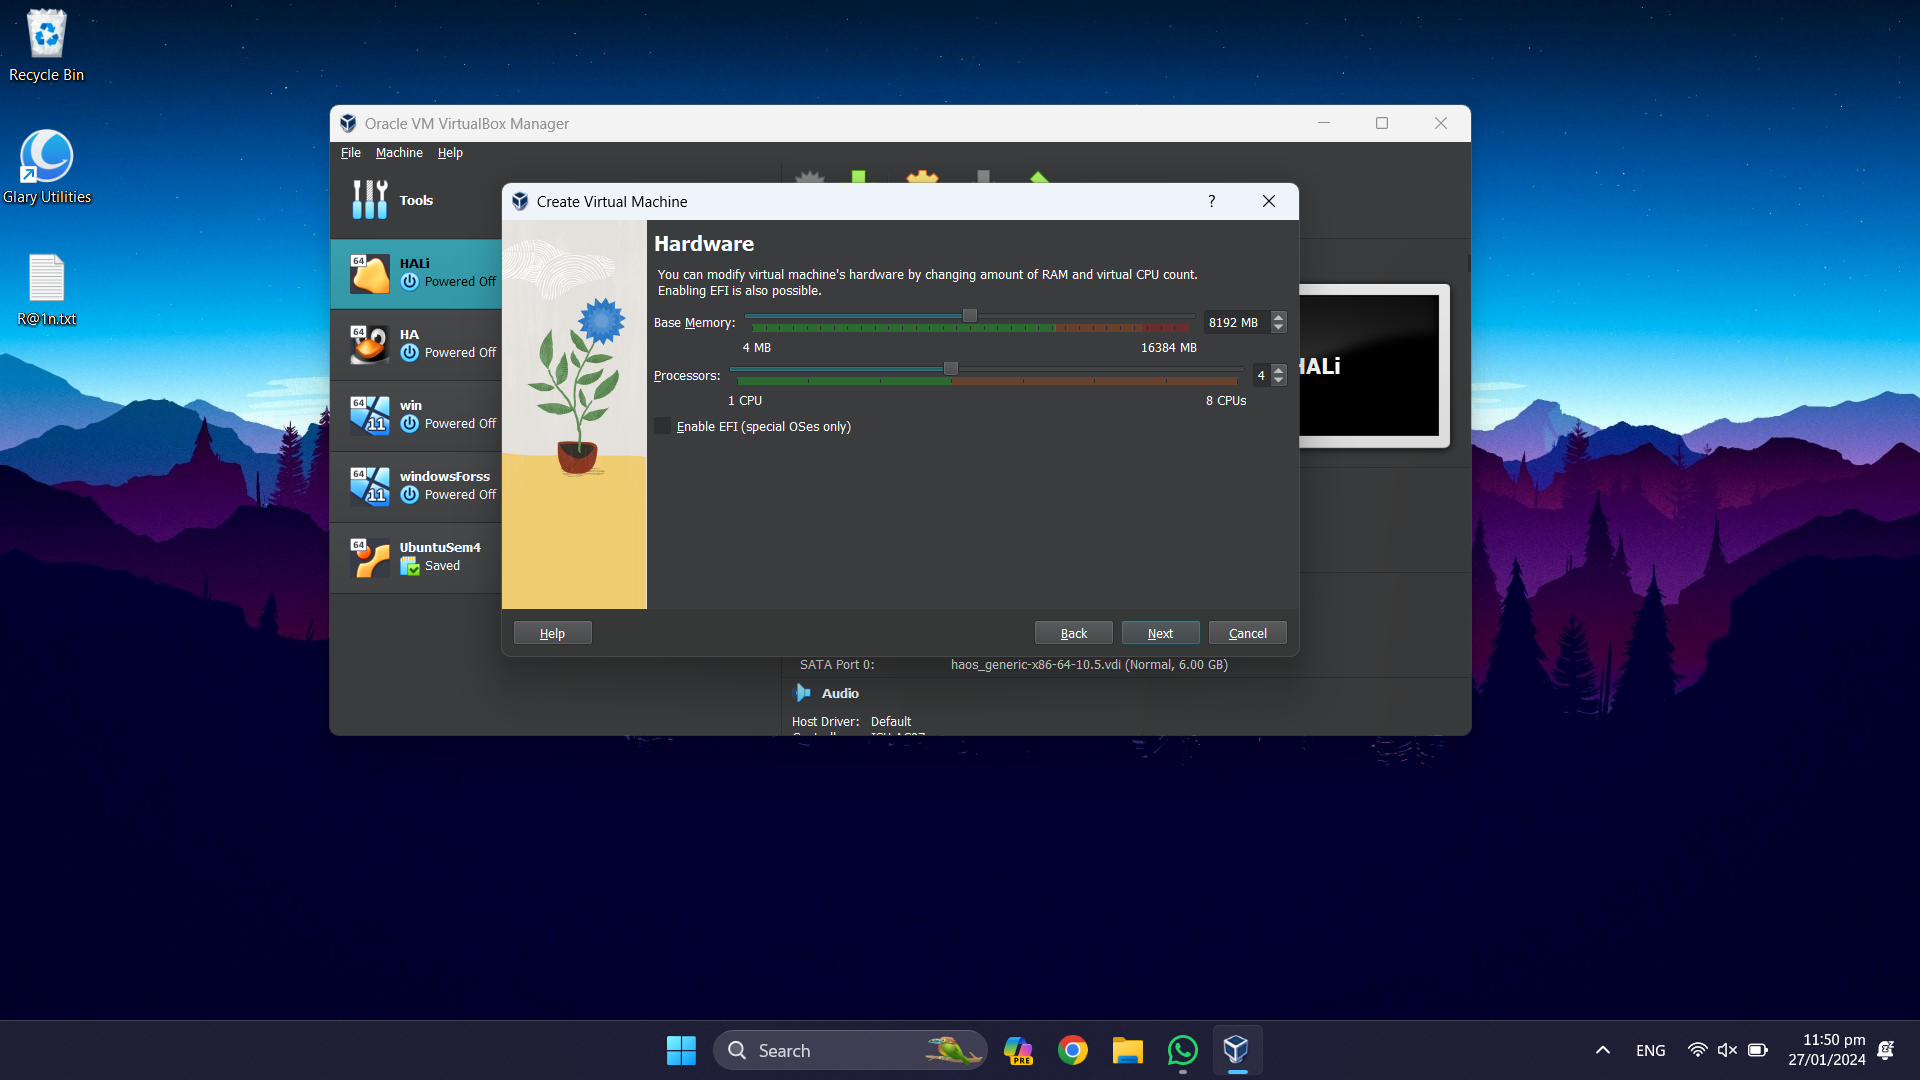 Recycle Bin
Glary Utilities
R@1n.txt
Oracle VM VirtualBox Manager
File Machine Help
Tools
64
HALi
Powered Off
64
HA
Powered Off
64
11
win
Powered Off
64
11
windowsForss
Powered Off
64
UbuntuSem4
Saved
Create Virtual Machine
?
Hardware
You can modify virtual machine's hardware by changing amount of RAM and virtual CPU count.
Enabling EFI is also possible.
Base Memory: 8192 MB
4 MB 16384 MB
Processors: 4
1 CPU 8 CPUs
Enable EFI (special OSes only)
Help Back Next Cancel
HALi
SATA Port 0: haos_generic-x86-64-10.5.vdi (Normal, 6.00 GB)
Audio
Host Driver: Default
Search
PRE
ENG
11:50 pm
27/01/2024